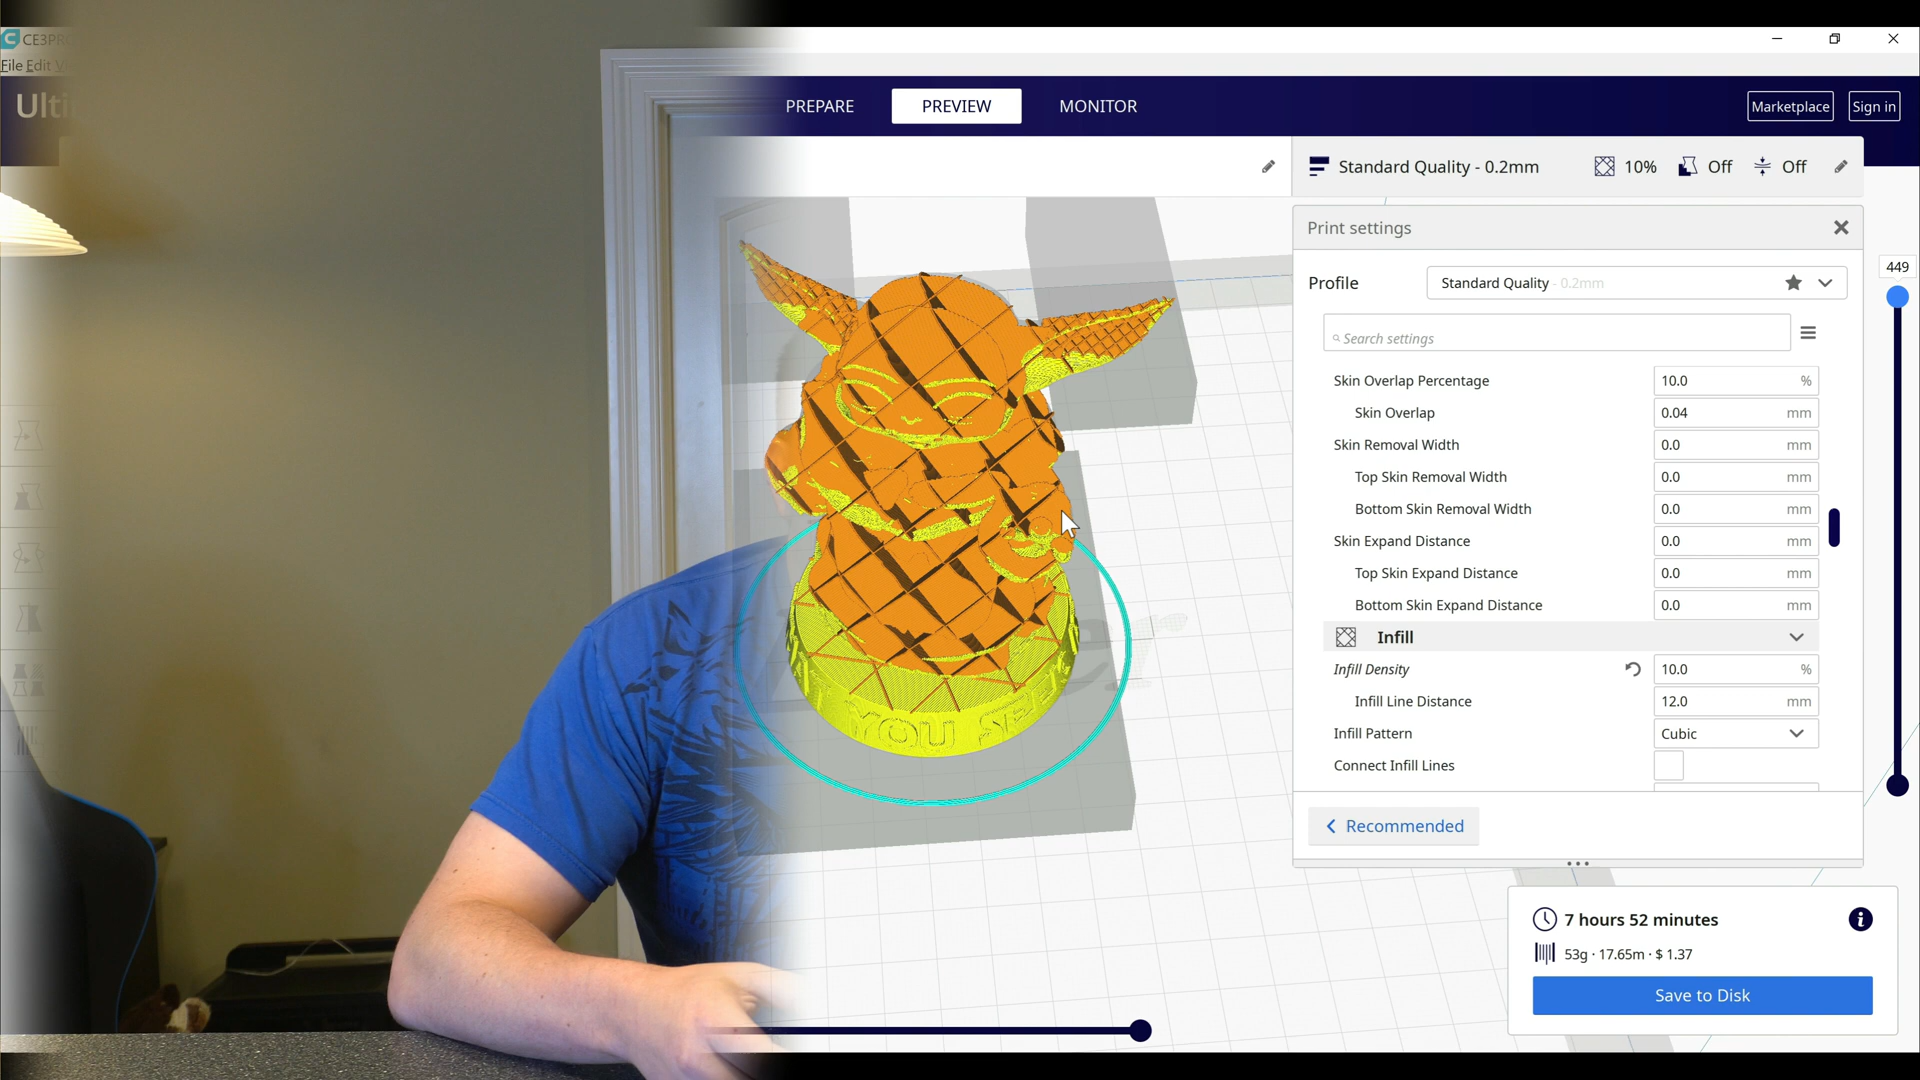 CE3PRO
File Edit Vi
Ulti
PREPARE
PREVIEW
MONITOR
Marketplace
Sign in
Standard Quality - 0.2mm
10%
Off
Off
Print settings
449
Profile
Standard Quality - 0.2mm
Search settings
Skin Overlap Percentage
10.0 %
Skin Overlap
0.04 mm
Skin Removal Width
0.0 mm
Top Skin Removal Width
0.0 mm
Bottom Skin Removal Width
0.0 mm
Skin Expand Distance
0.0 mm
Top Skin Expand Distance
0.0 mm
Bottom Skin Expand Distance
0.0 mm
Infill
Infill Density
10.0 %
Infill Line Distance
12.0 mm
Infill Pattern
Cubic
Connect Infill Lines
YOU SE
Recommended
7 hours 52 minutes
53g · 17.65m · $ 1.37
Save to Disk